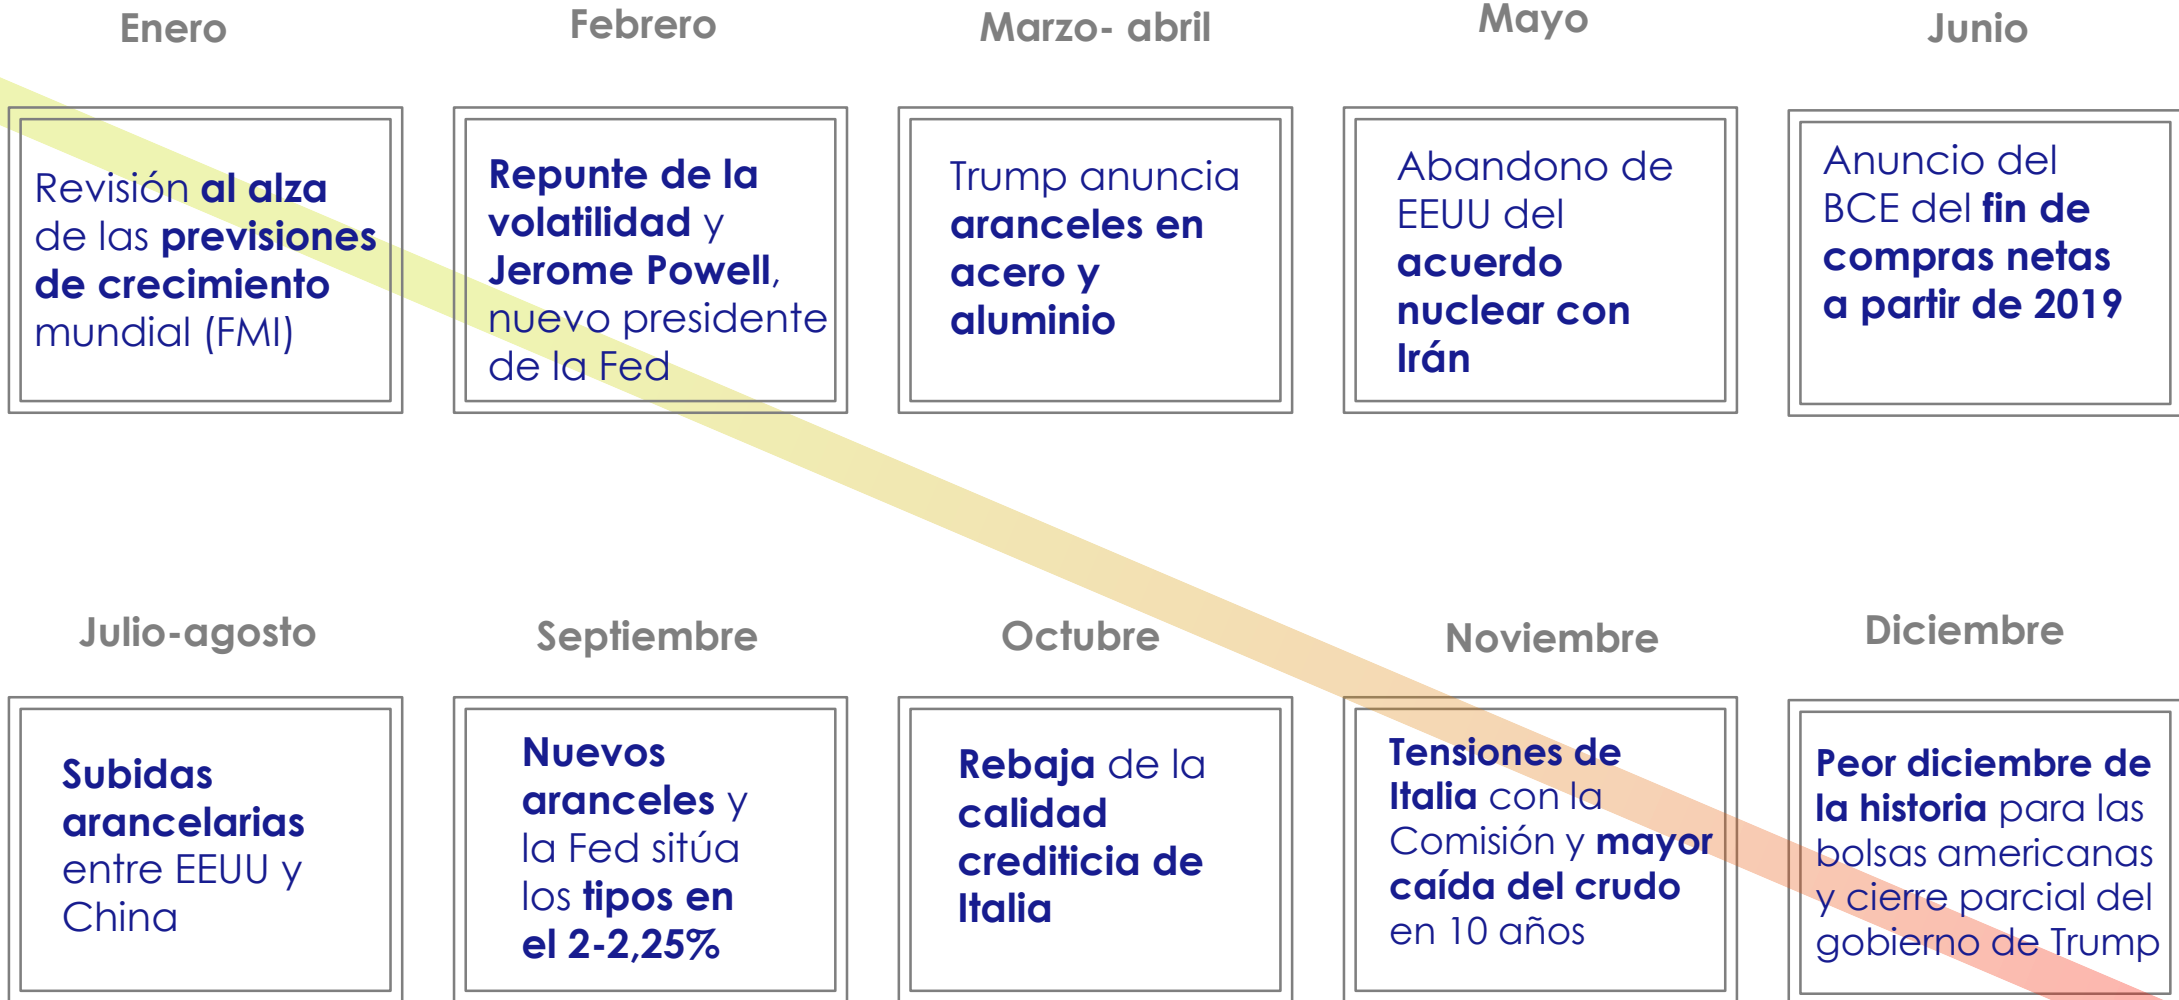 Enero
Revisión al alza
de las previsiones
de crecimiento
mundial (FMI)
Febrero
Repunte de la
volatilidad y
Jerome Powell,
nuevo presidente
de la Fed
Marzo- abril
Trump anuncia
aranceles en
acero y
aluminio
Mayo
Abandono de
EEUU del
acuerdo
nuclear con
Irán
Junio
Anuncio del
BCE del fin de
compras netas
a partir de 2019
Julio-agosto
Subidas
arancelarias
entre EEUU y
China
Septiembre
Nuevos
aranceles y
la Fed sitúa
los tipos en
el 2-2,25%
Octubre
Rebaja de la
calidad
crediticia de
Italia
Noviembre
Tensiones de
Italia con la
Comisión y mayor
caída del crudo
en 10 años
Diciembre
Peor diciembre de
la historia para las
bolsas americanas
y cierre parcial del
gobierno de Trump